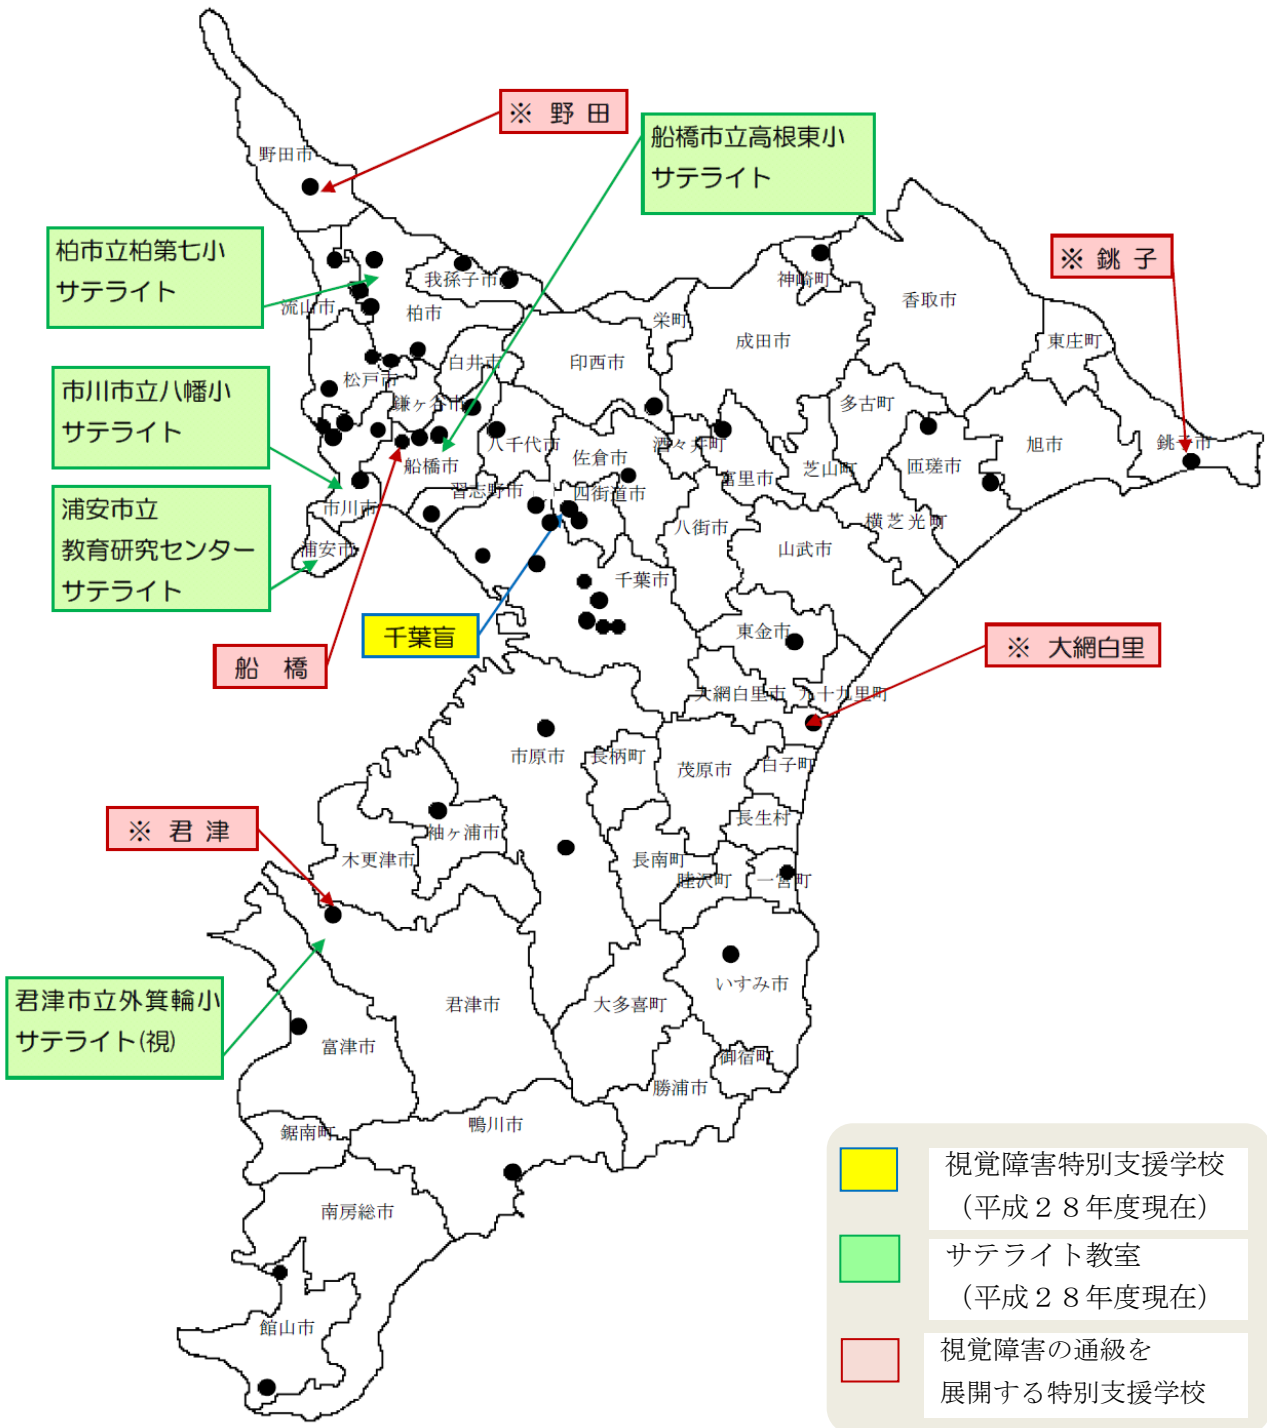 ※ 野 田
船橋市立高根東小
サテライト
野田市
柏市立柏第七小
サテライト
※ 銚 子
我孫子市
神崎町
香取市
流山市
柏市
栄町
成田市
東庄町
白井市
印西市
市川市立八幡小
サテライト
松戸市
鎌ヶ谷市
多古町
八千代市
佐倉市
酒々井町
旭市
銚子市
船橋市
富里市
芝山町
匝瑳市
習志野市
四街道市
市川市
浦安市立
教育研究センター
サテライト
八街市
横芝光町
浦安市
山武市
千葉市
千葉盲
東金市
※ 大網白里
船 橋
大網白里市
九十九里町
市原市
長柄町
茂原市
白子町
※ 君 津
袖ヶ浦市
長生村
木更津市
長南町
睦沢町
一宮町
いすみ市
君津市立外箕輪小
サテライト(視)
君津市
大多喜町
富津市
御宿町
勝浦市
鋸南町
鴨川市
南房総市
館山市
視覚障害特別支援学校
（平成２８年度現在）
サテライト教室
（平成２８年度現在）
視覚障害の通級を
展開する特別支援学校